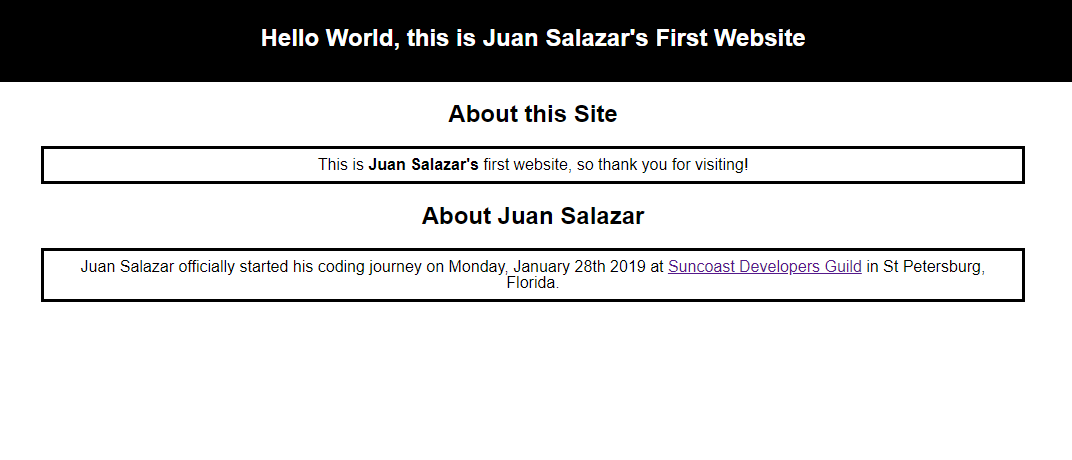 Hello World, this is Juan Salazar's First Website
About this Site
This is Juan Salazar's first website, so thank you for visiting!
About Juan Salazar
Juan Salazar officially started his coding journey on Monday, January 28th 2019 at Suncoast Developers Guild in St Petersburg,
Florida.